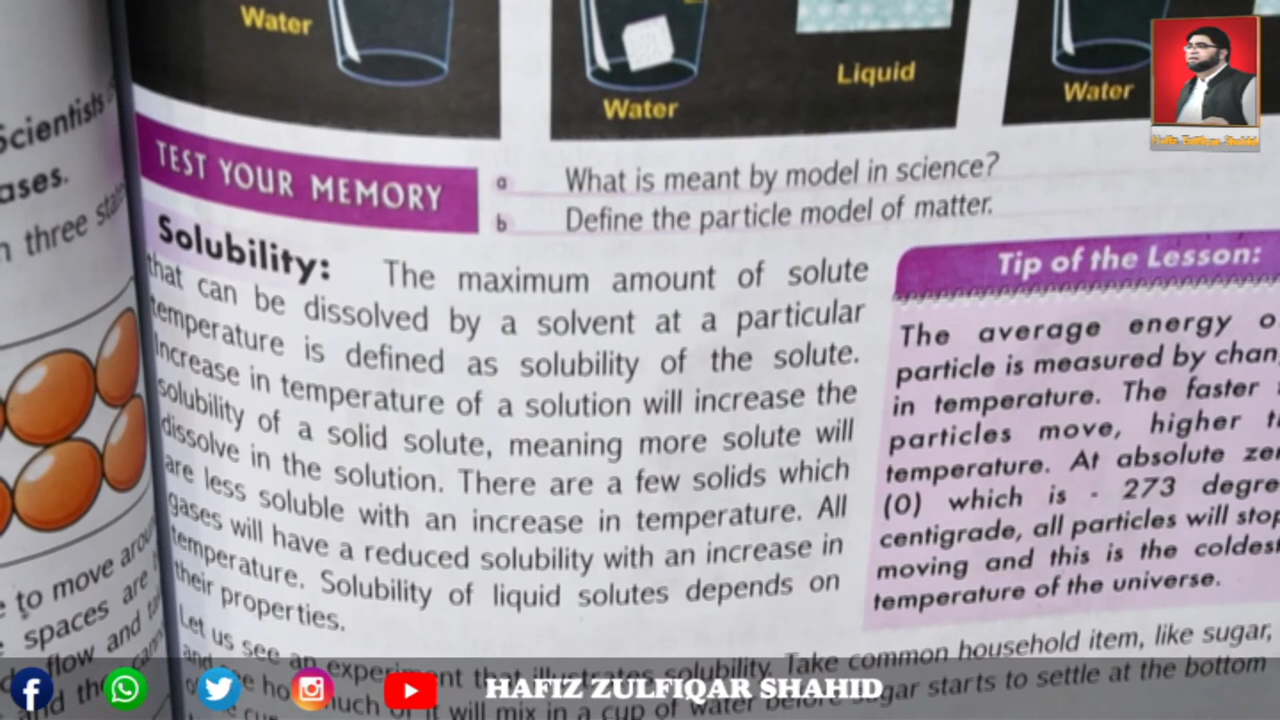 Water
Water
Liquid
Water
Scientists
ases.
three
TEST YOUR MEMORY
a What is meant by model in science?
b Define the particle model of matter.
Solubility: The maximum amount of solute
that can be dissolved by a solvent at a particular
temperature is defined as solubility of the solute.
Increase in temperature of a solution will increase the
solubility of a solid solute, meaning more solute will
dissolve in the solution. There are a few solids which
are less soluble with an increase in temperature. All
gases will have a reduced solubility with an increase in
temperature. Solubility of liquid solutes depends on
their properties.
Tip of the Lesson:
The average energy o
particle is measured by chan
in temperature. The faster
particles move, higher
temperature. At absolute ze
(0) which is - 273 degre
centigrade, all particles will stop
moving and this is the coldest
temperature of the universe.
to move
spaces are
flow and
Let us see an experiment that illustrates solubility. Take common household item, like sugar,
will mix in a cup of water before sugar starts to settle at the bottom
HAFIZ ZULFIQAR SHAHID
Hafiz Zulfiqar Shahid